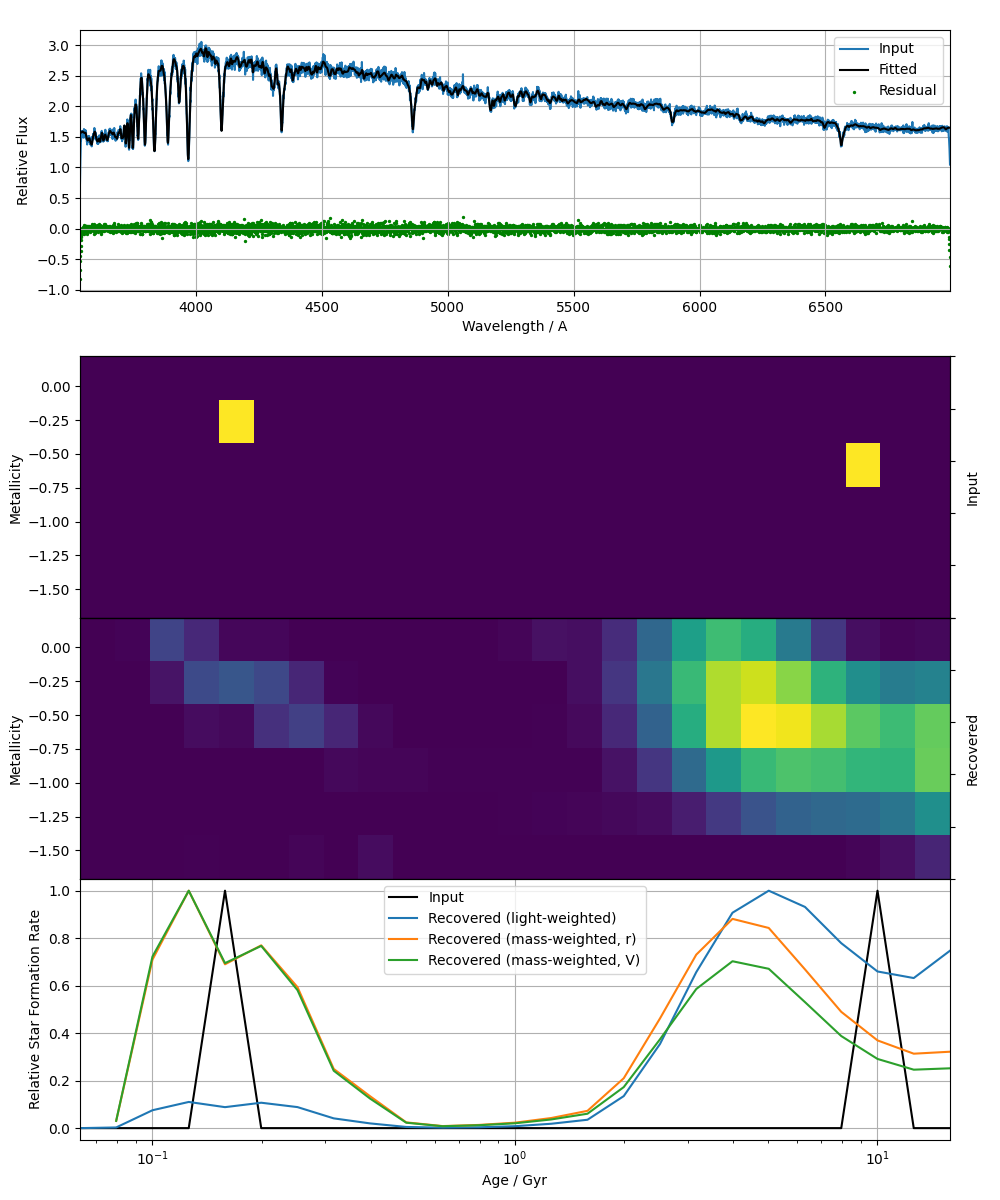 3.0
2.5
2.0
1.5
1.0
0.5
0.0
−0.5
−1.0
Relative Flux
Input
Fitted
Residual
4000 4500 5000 5500 6000 6500
Wavelength / A
0.00
−0.25
−0.50
−0.75
−1.00
−1.25
−1.50
Metallicity
Input
0.00
−0.25
−0.50
−0.75
−1.00
−1.25
−1.50
Metallicity
Recovered
1.0
0.8
0.6
0.4
0.2
0.0
Relative Star Formation Rate
Input
Recovered (light-weighted)
Recovered (mass-weighted, r)
Recovered (mass-weighted, V)
10⁻¹ 10⁰ 10¹
Age / Gyr